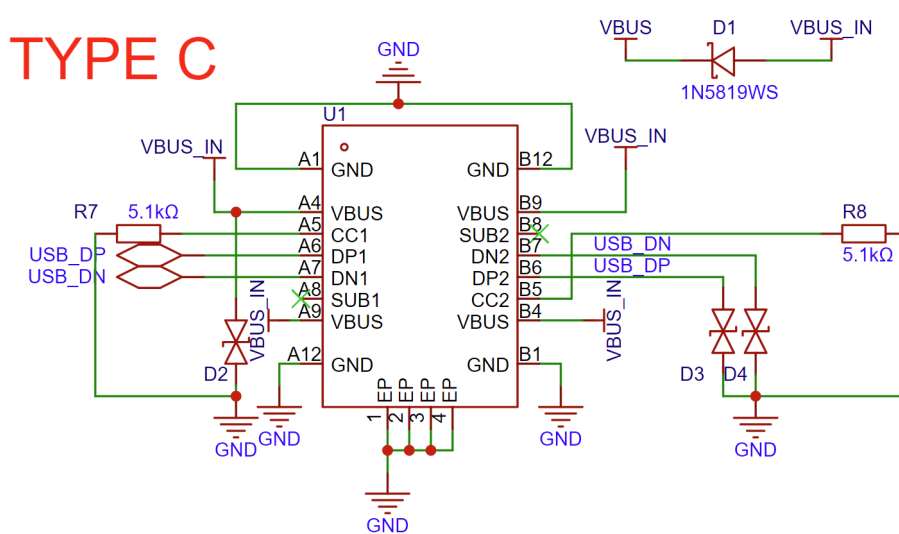 TYPE C
GND
VBUS
D1
VBUS_IN
1N5819WS
U1
VBUS_IN
VBUS_IN
A1
GND
GND
B12
R7
5.1kΩ
A4
VBUS
VBUS
B9
R8
5.1kΩ
A5
CC1
SUB2
B8
USB_DP
A6
DP1
DN2
B7
USB_DN
USB_DN
A7
DN1
DP2
B6
USB_DP
A8
SUB1
CC2
B5
VBUS_IN
A9
VBUS
VBUS
B4
VBUS_IN
D2
A12
GND
GND
B1
D3
D4
EP
EP
EP
EP
1
2
3
4
GND
GND
GND
GND
GND